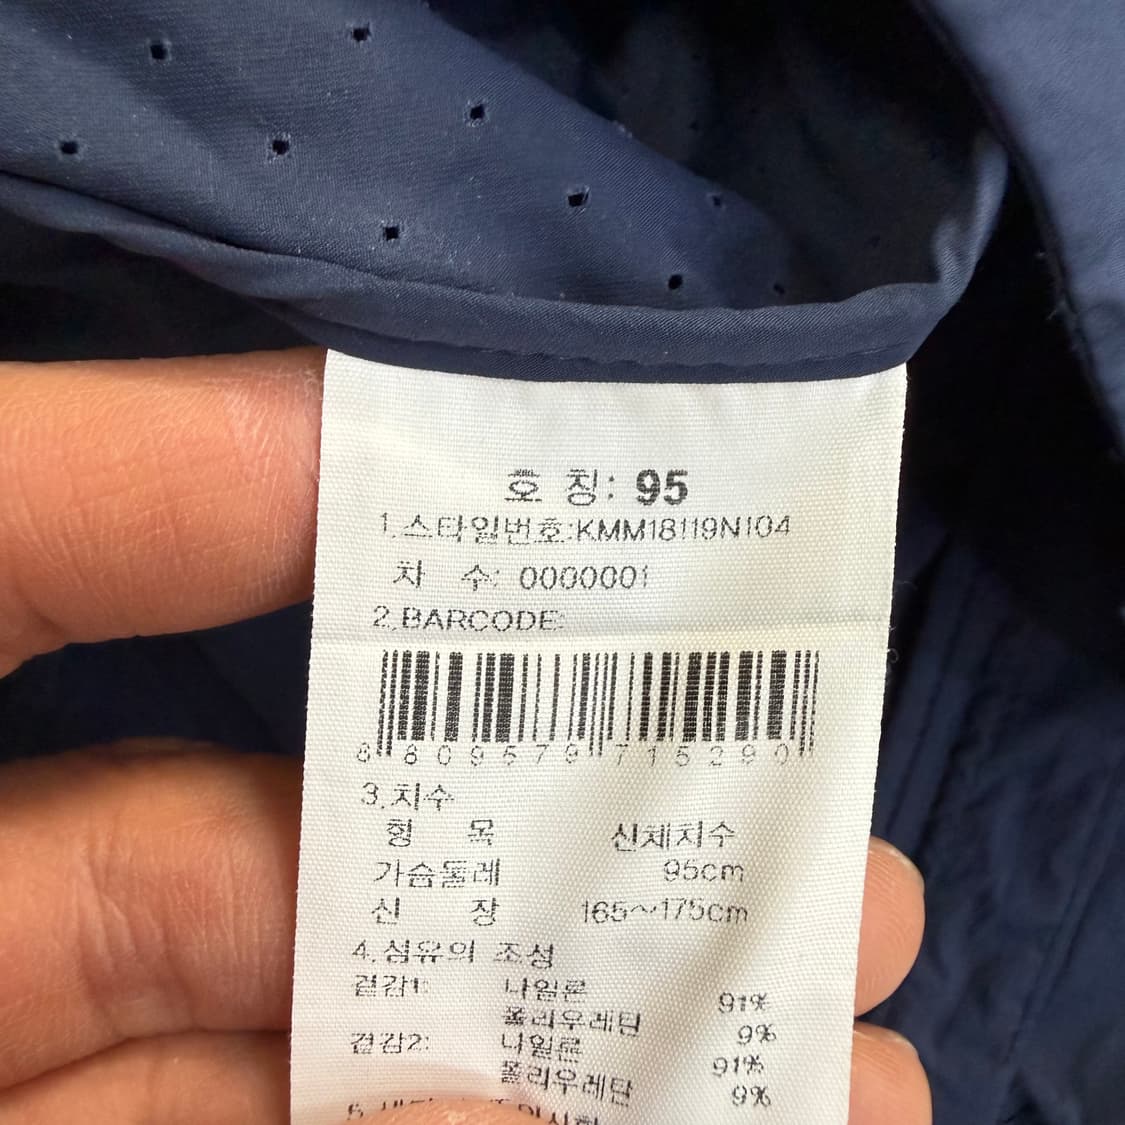 호 칭: 95
1.스타일번호:KMM18119N104
차 수: 0000001
2.BARCODE:
8 809579 715290
3.치수
항 목 신체치수
가슴둘레 95cm
신 장 165~175cm
4.섬유의 조성
겉감1: 나일론 91%
폴리우레탄 9%
겉감2: 나일론 91%
폴리우레탄 9%